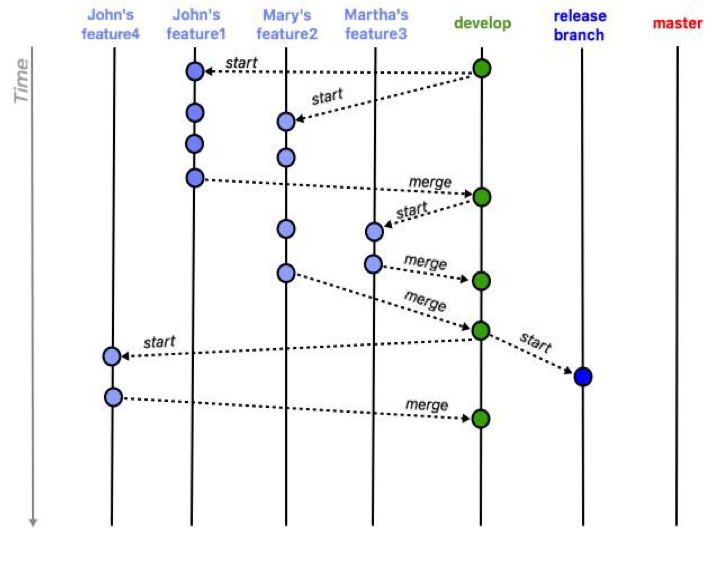 John's
feature4
John's
feature1
Mary's
feature2
Martha's
feature3
develop
release
branch
master
Time
start
start
merge
start
merge
merge
start
start
merge